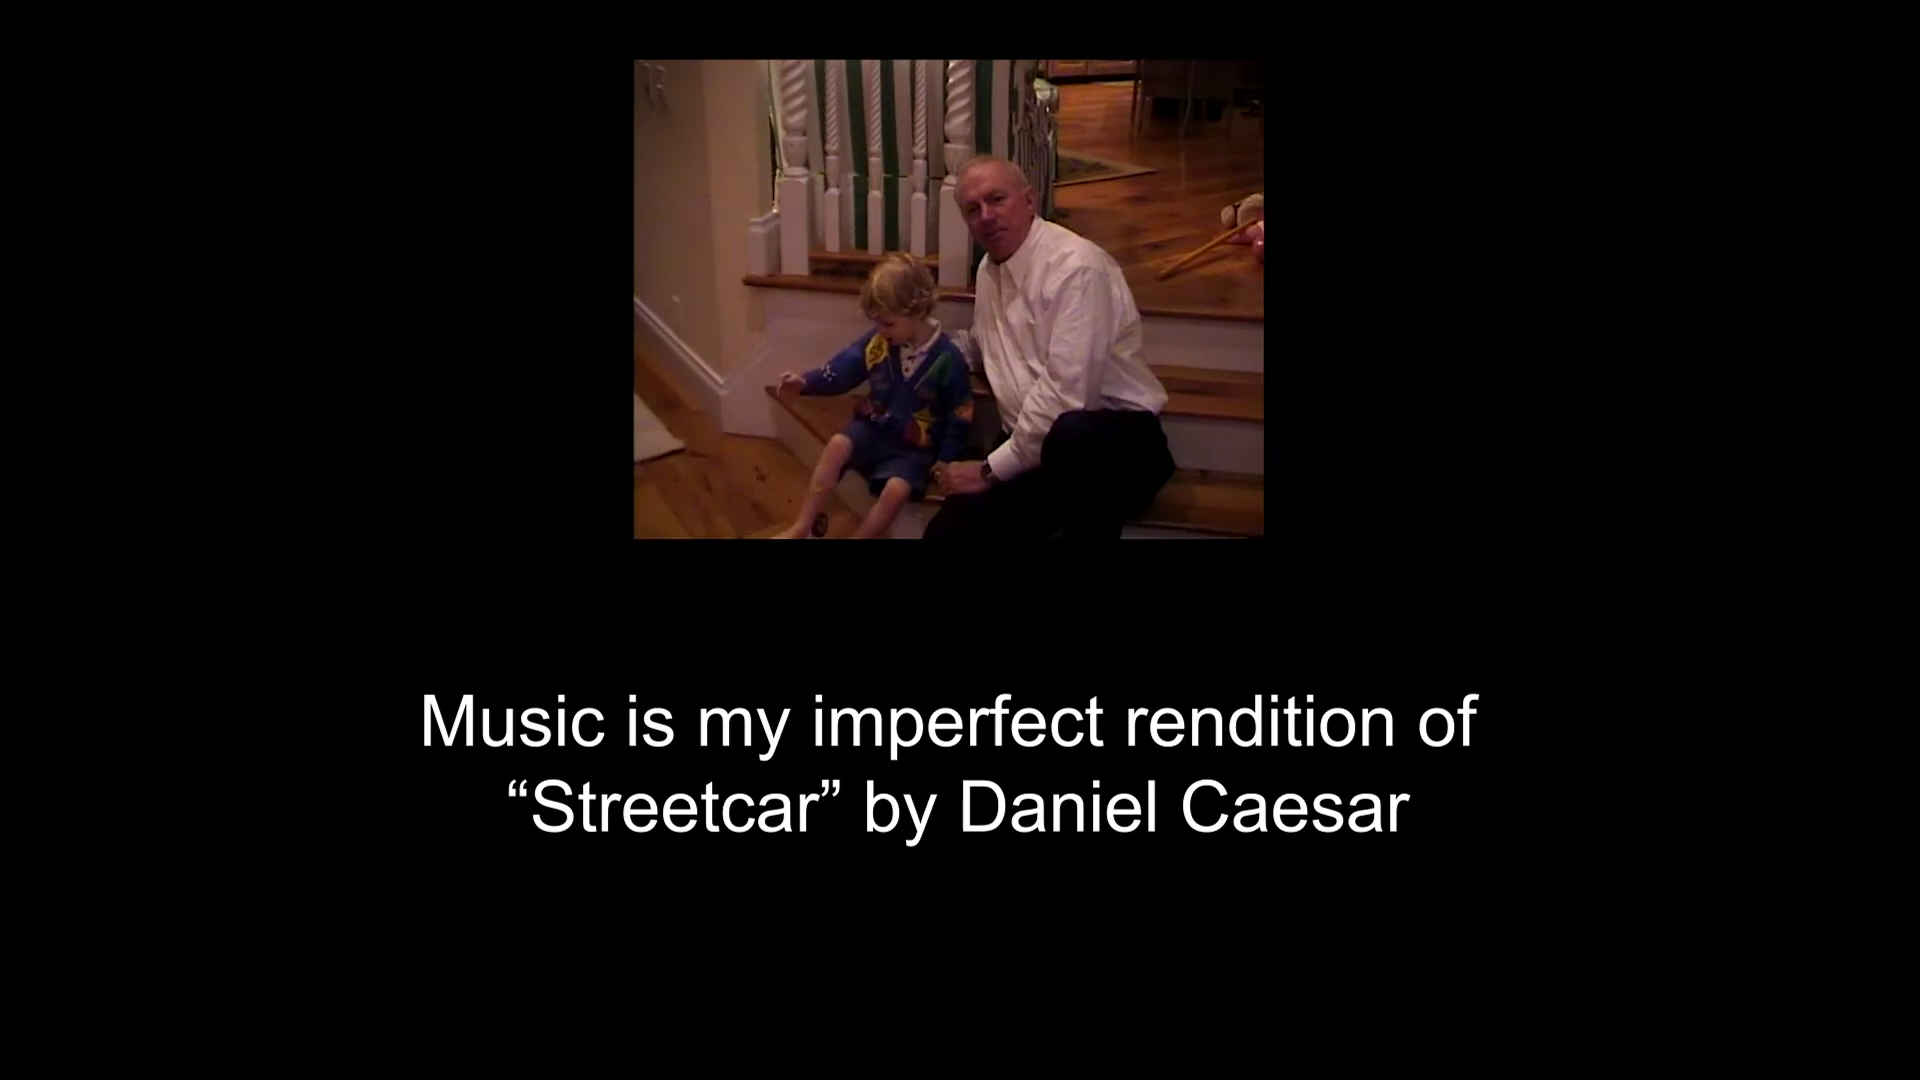 Music is my imperfect rendition of
“Streetcar” by Daniel Caesar